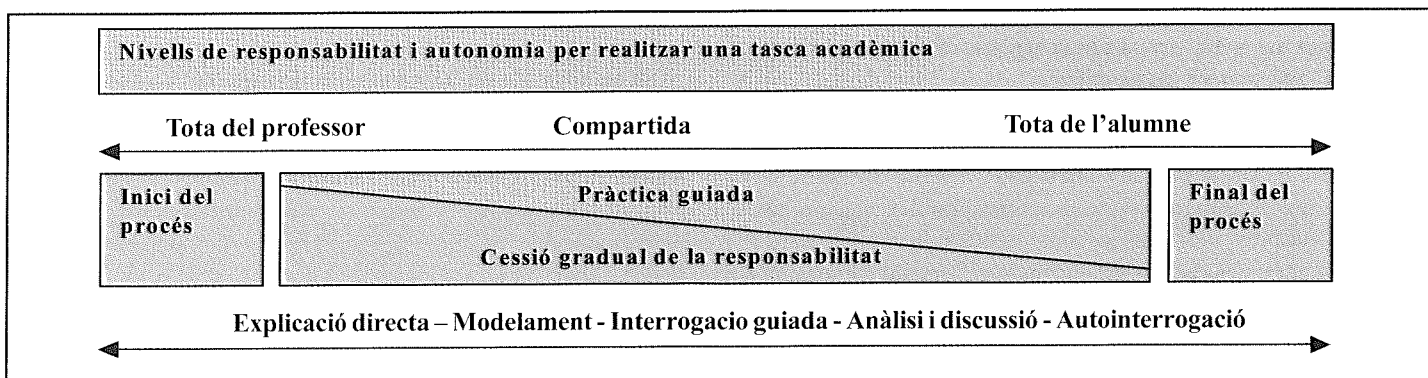 Nivells de responsabilitat i autonomia per realitzar una tasca acadèmica
Tota del professor Compartida Tota de l'alumne
Inici del
procés
Pràctica guiada
Cessió gradual de la responsabilitat
Final del
procés
Explicació directa – Modelament - Interrogacio guiada - Anàlisi i discussió - Autointerrogació